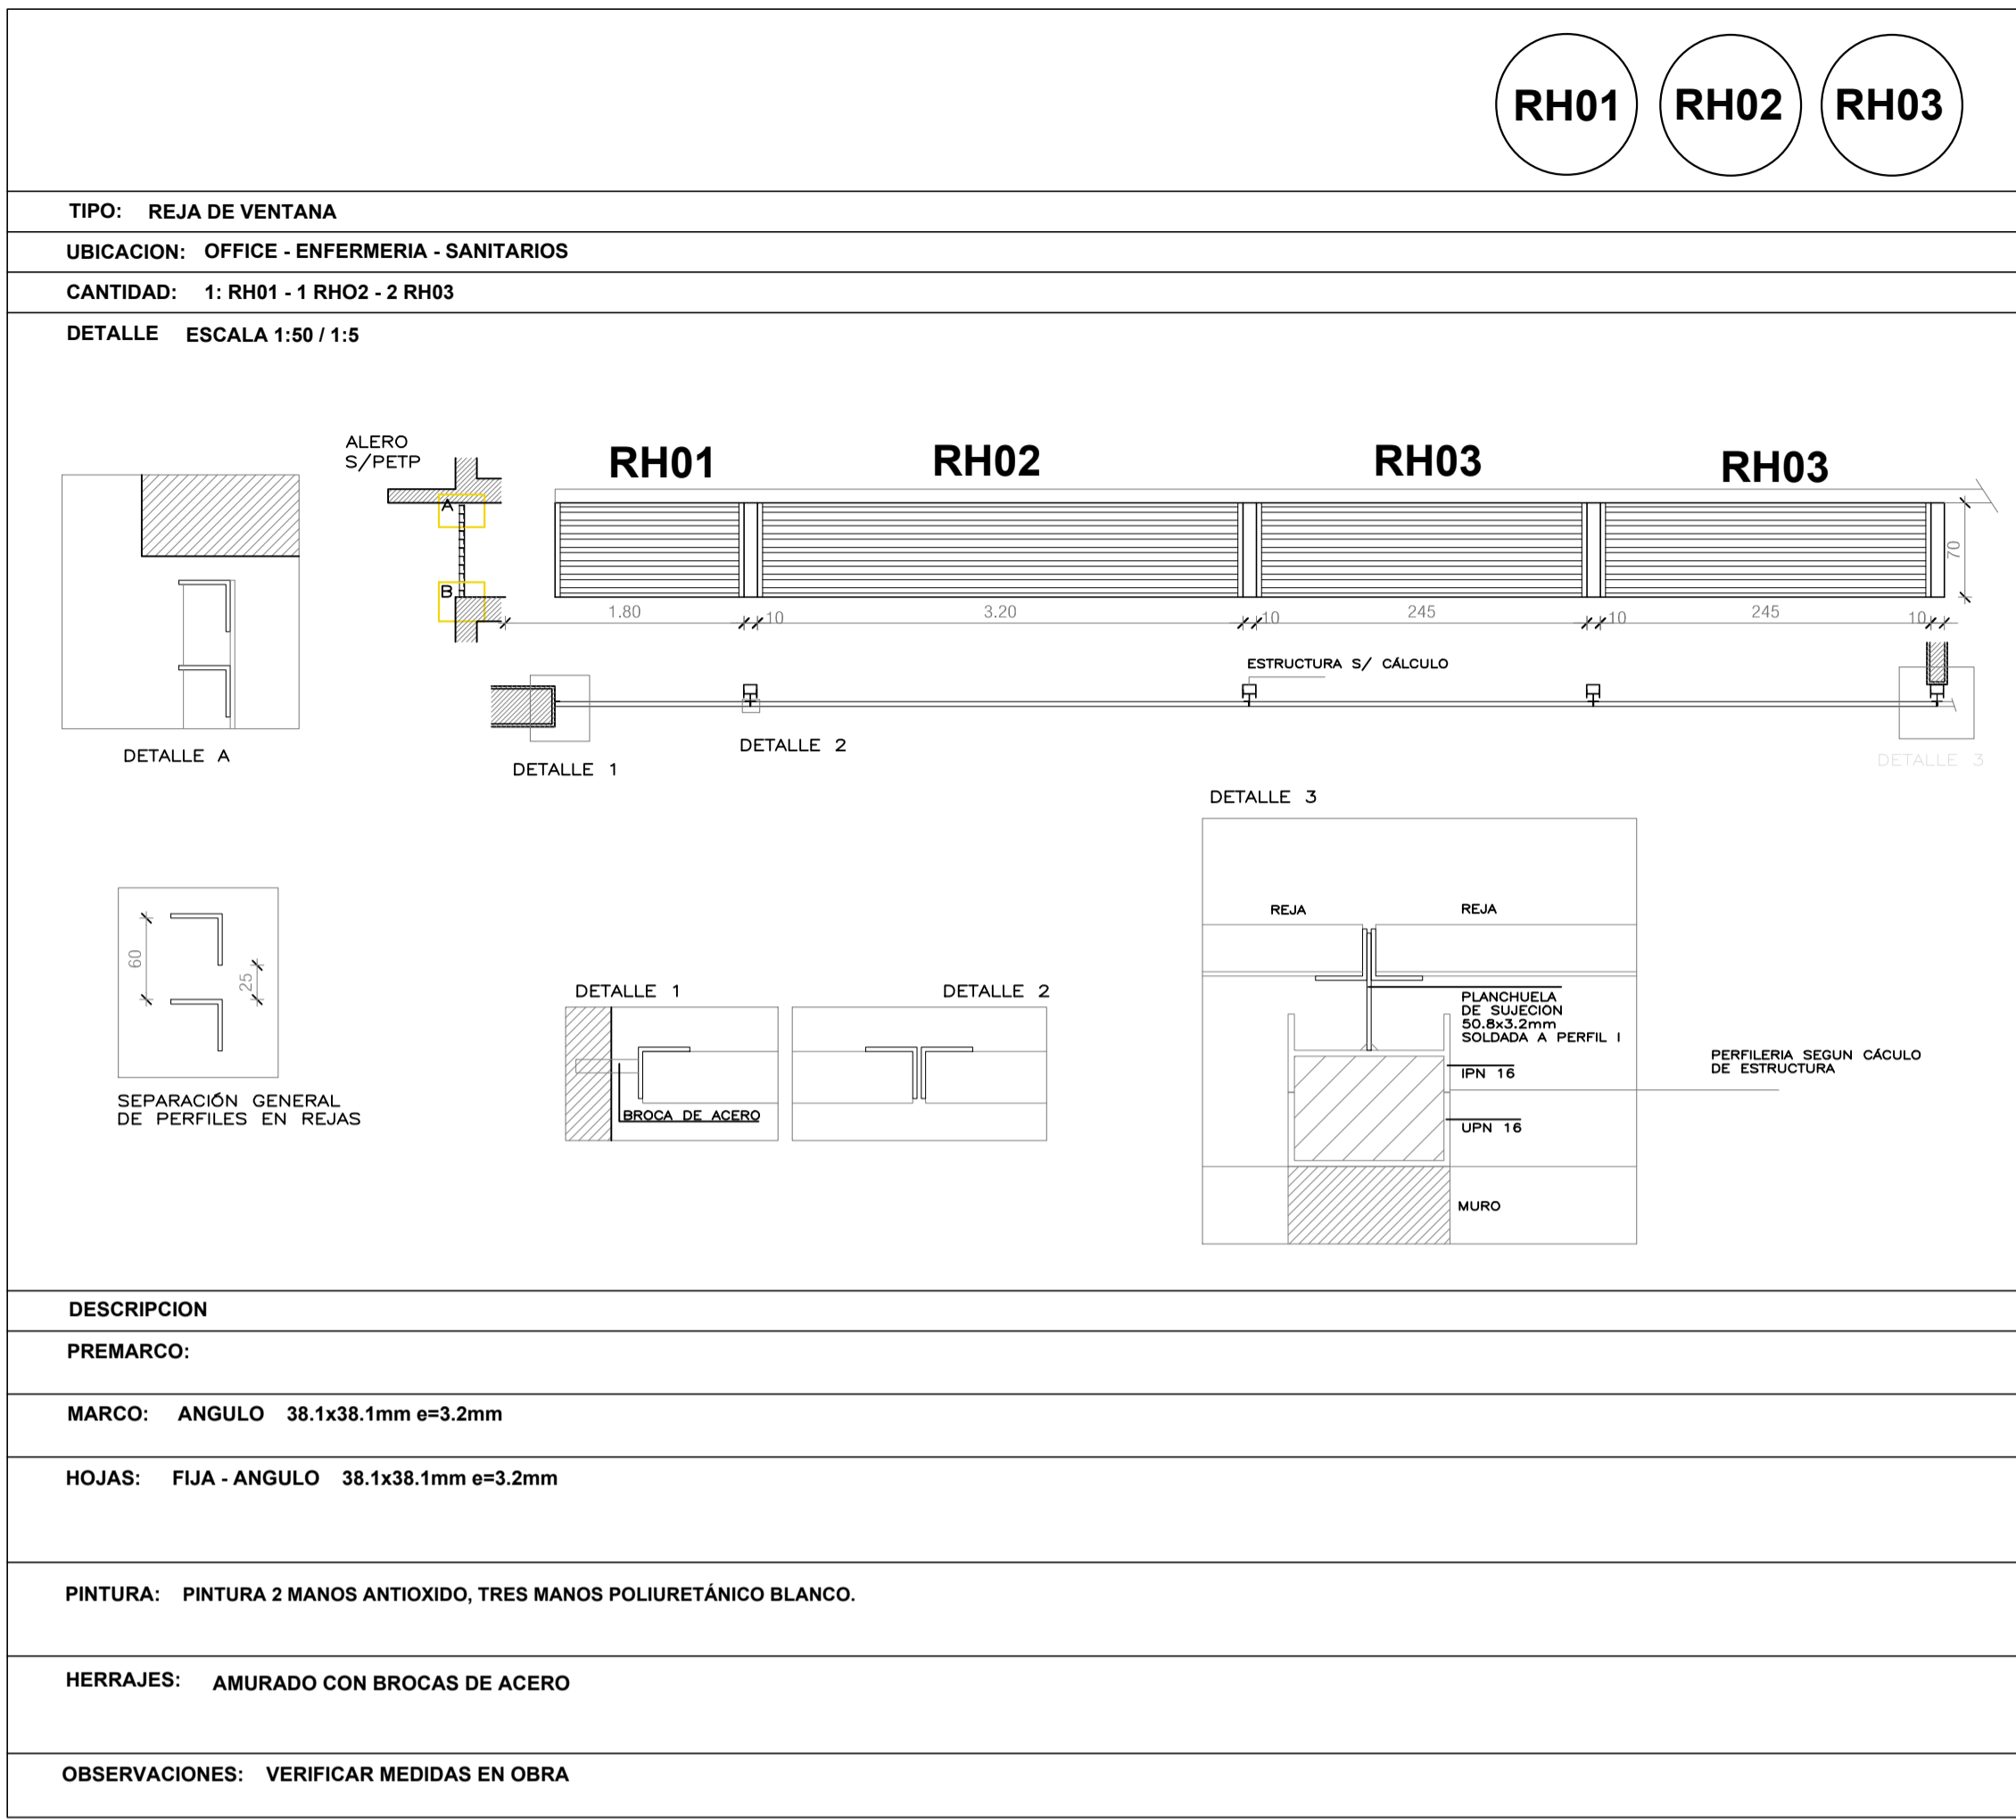 RH01 RH02 RH03
TIPO: REJA DE VENTANA
UBICACION: OFFICE - ENFERMERIA - SANITARIOS
CANTIDAD: 1: RH01 - 1 RHO2 - 2 RH03
DETALLE ESCALA 1:50 / 1:5
ALERO
S/PETP
RH01 RH02 RH03 RH03
A
B
70
1.80 10 3.20 10 245 10 245 10
ESTRUCTURA S/ CÁLCULO
DETALLE A
DETALLE 1
DETALLE 2
DETALLE 3
DETALLE 3
REJA REJA
PLANCHUELA
DE SUJECION
50.8x3.2mm
SOLDADA A PERFIL I
IPN 16
PERFILERIA SEGUN CÁCULO
DE ESTRUCTURA
UPN 16
MURO
60
25
SEPARACIÓN GENERAL
DE PERFILES EN REJAS
DETALLE 1
BROCA DE ACERO
DETALLE 2
DESCRIPCION
PREMARCO:
MARCO: ANGULO 38.1x38.1mm e=3.2mm
HOJAS: FIJA - ANGULO 38.1x38.1mm e=3.2mm
PINTURA: PINTURA 2 MANOS ANTIOXIDO, TRES MANOS POLIURETÁNICO BLANCO.
HERRAJES: AMURADO CON BROCAS DE ACERO
OBSERVACIONES: VERIFICAR MEDIDAS EN OBRA